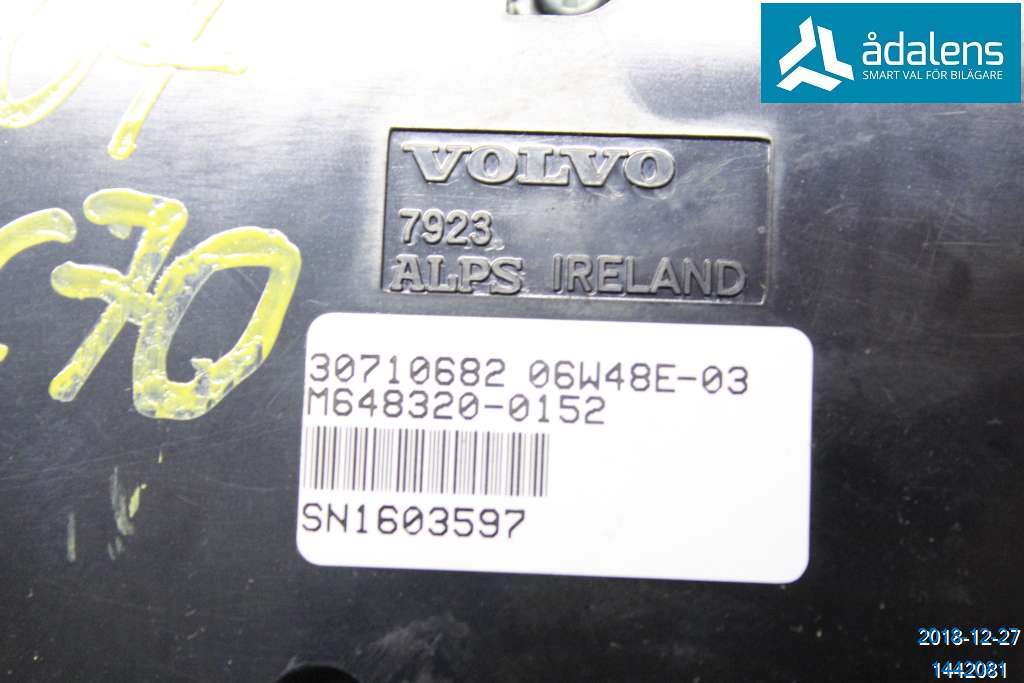 ådalens
SMART VAL FÖR BILÄGARE
VOLVO
7923
ALPS IRELAND
70
30710682 06W48E-03
M648320-0152
SN1603597
2018-12-27
1442081